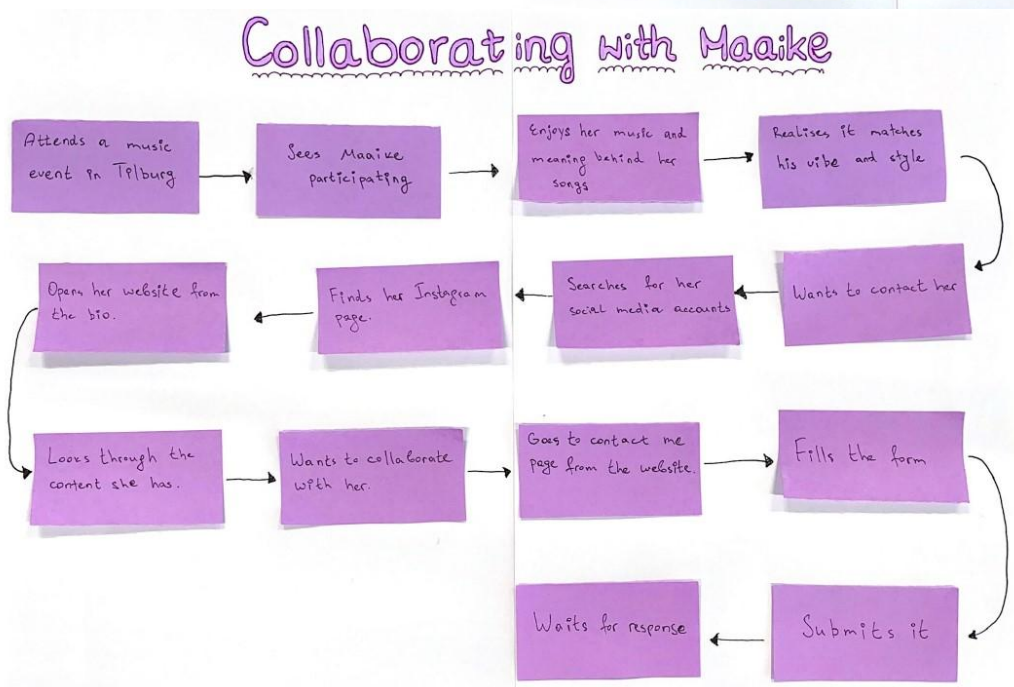 Collaborating with Maaike
Attends a music
event in Tilburg
Sees Maaike
participating
Enjoys her music and
meaning behind her
songs
Realises it matches
his vibe and style
Wants to contact her
Searches for her
social media accounts
Finds her Instagram
page.
Opens her website from
the bio.
Looks through the
content she has.
Wants to collaborate
with her.
Goes to contact me
page from the website.
Fills the form
Submits it
Waits for response